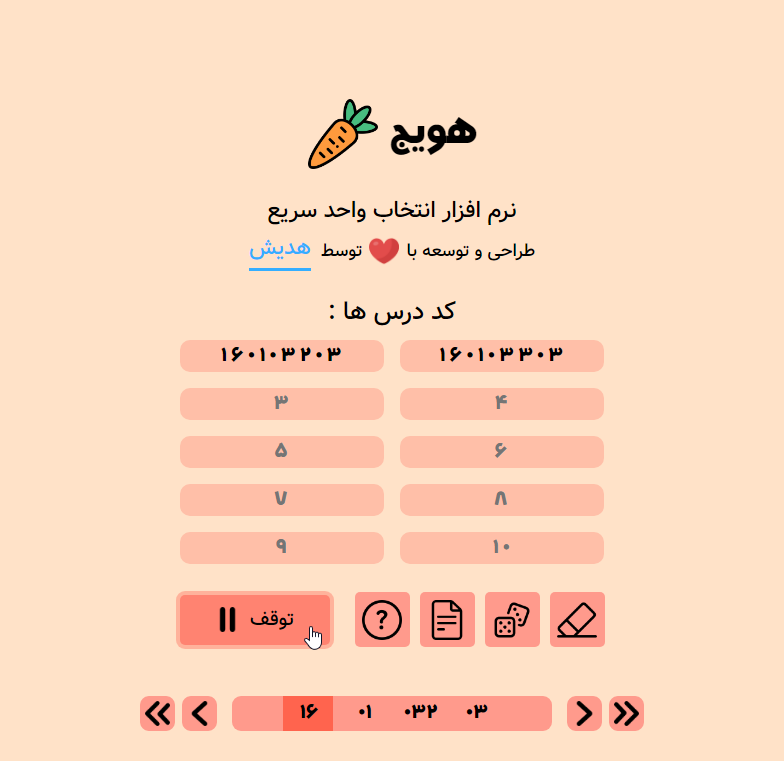 هویج
نرم افزار انتخاب واحد سریع
طراحی و توسعه با ❤ توسط هدیش
کد درس ها :
۱۶۰۱۰۳۲۰۳ ۱۶۰۱۰۳۳۰۳
۳ ۴
۵ ۶
۷ ۸
۹ ۱۰
توقف ?
۱۶ ۰۱ ۰۳۲ ۰۳